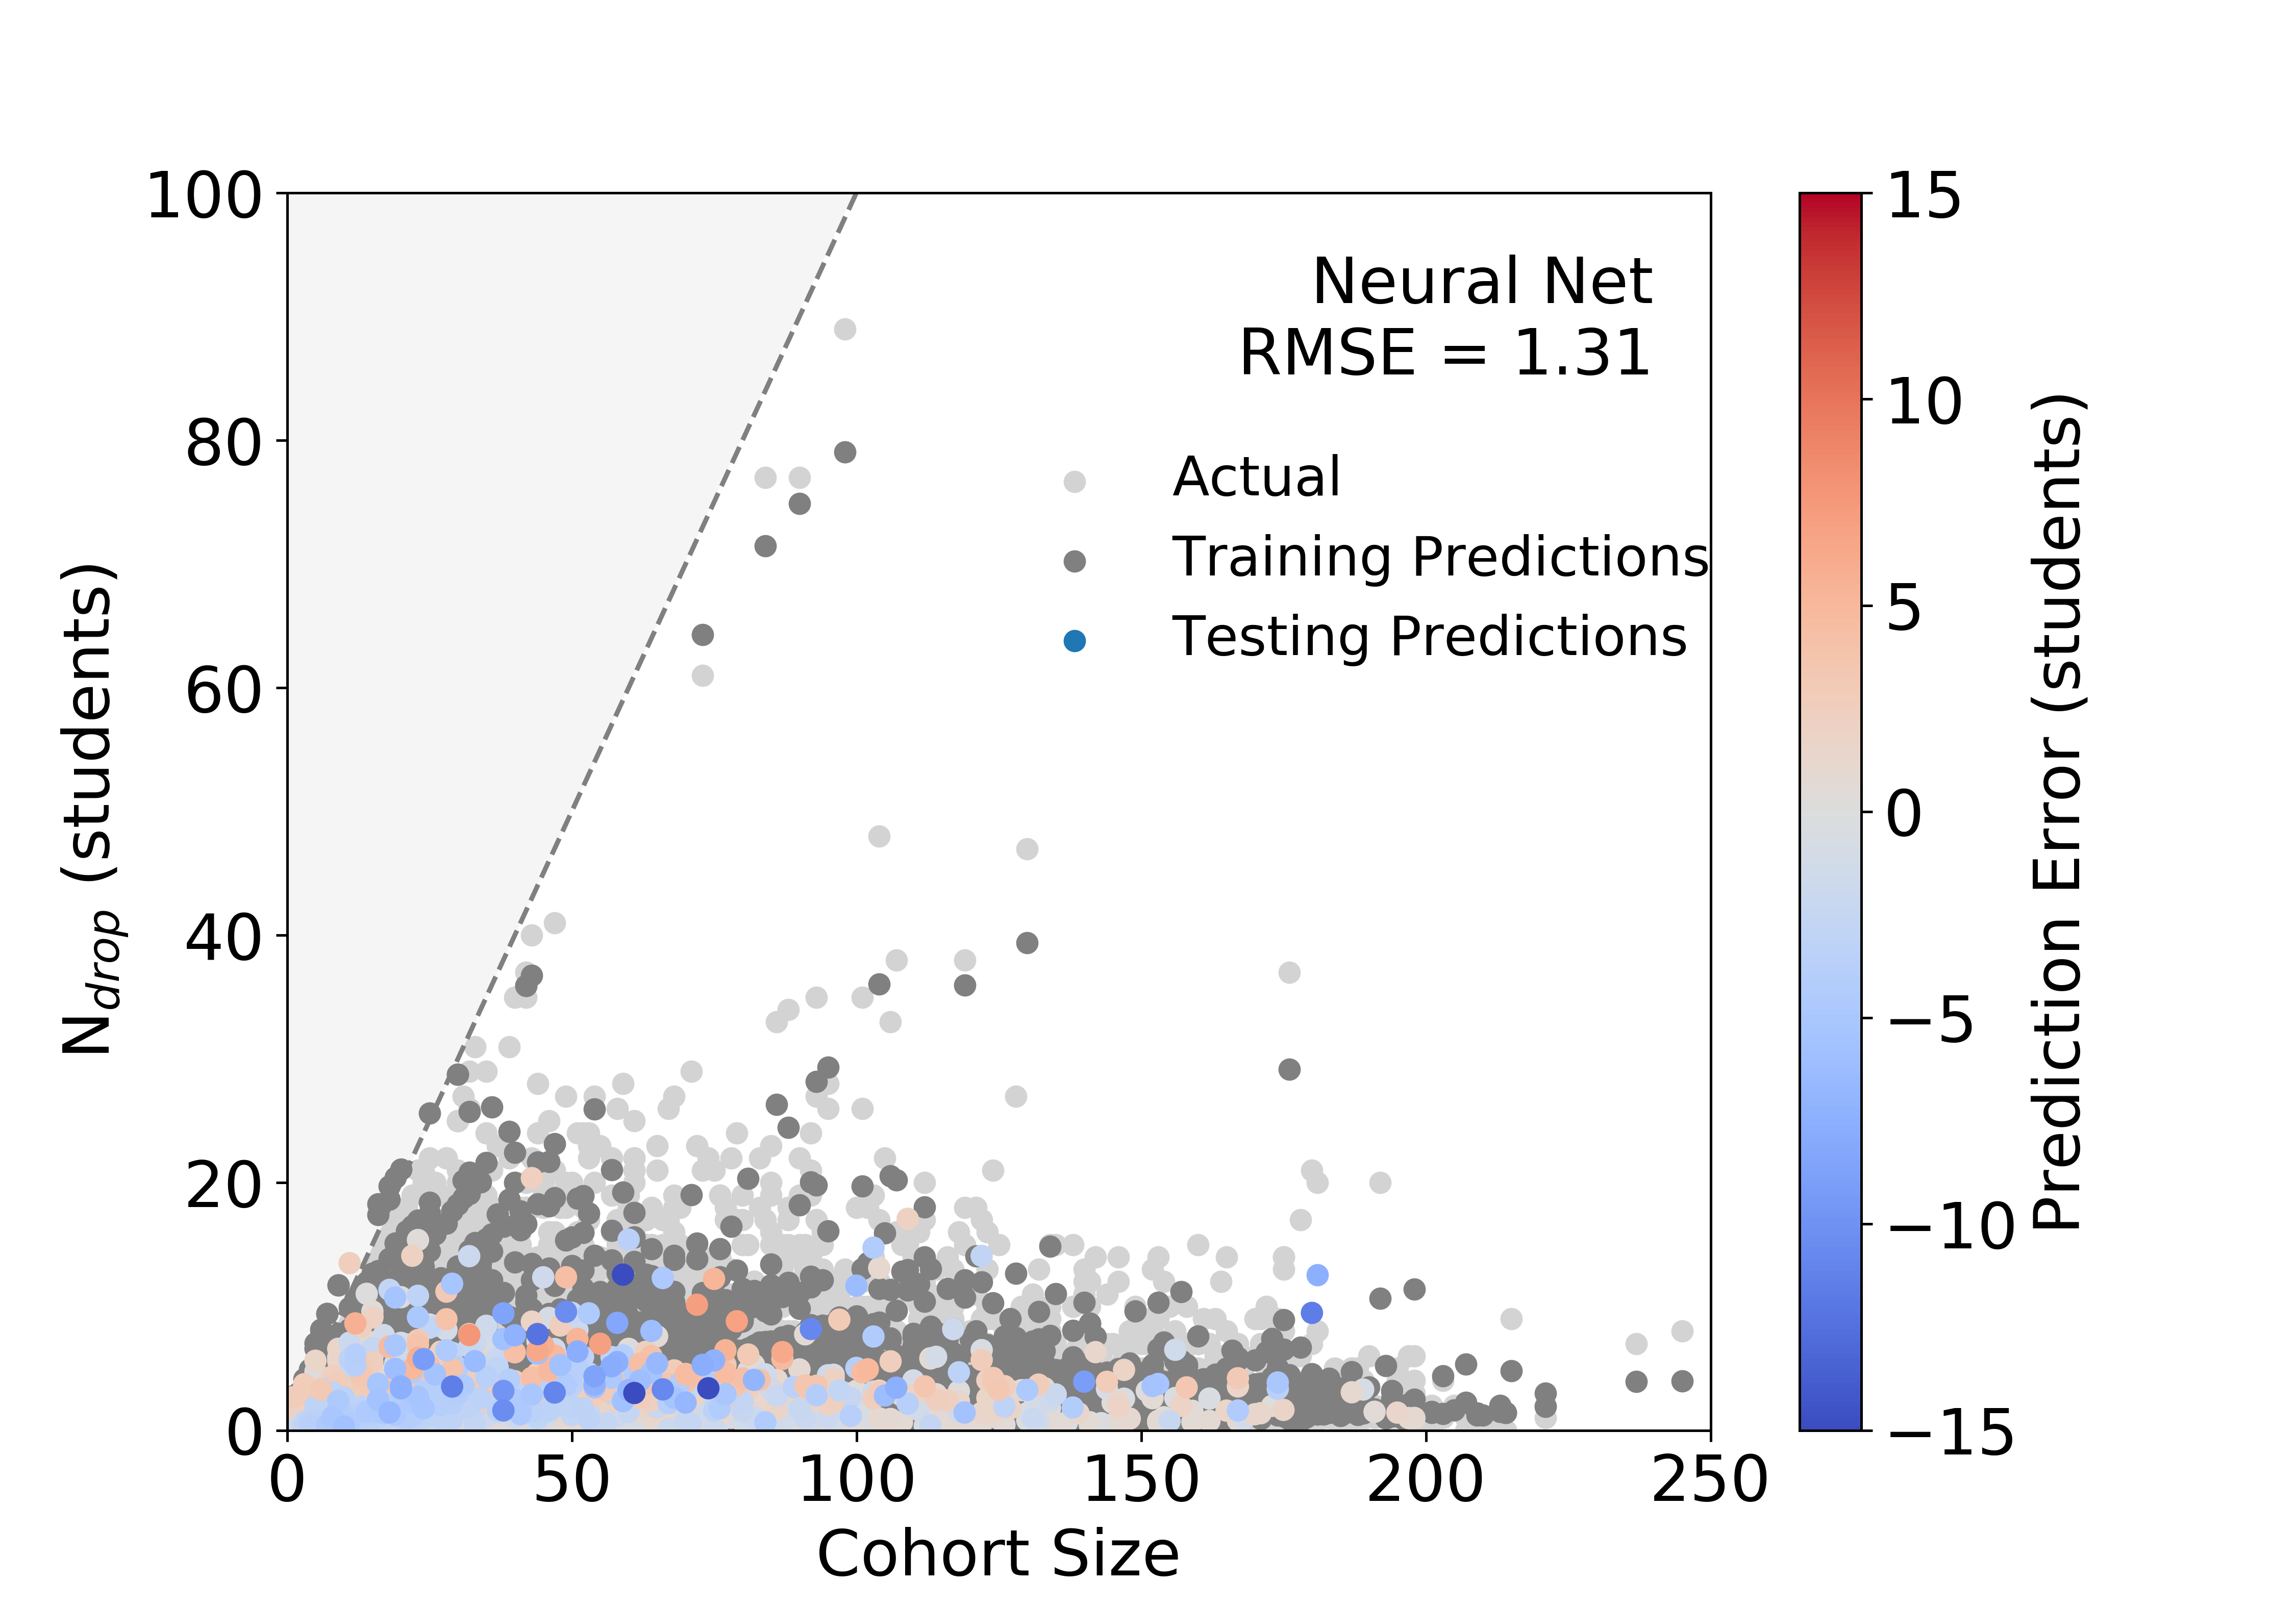 100
80
60
40
20
0
N_drop (students)
0 50 100 150 200 250
Cohort Size
Neural Net
RMSE = 1.31
Actual
Training Predictions
Testing Predictions
15
10
5
0
−5
−10
−15
Prediction Error (students)